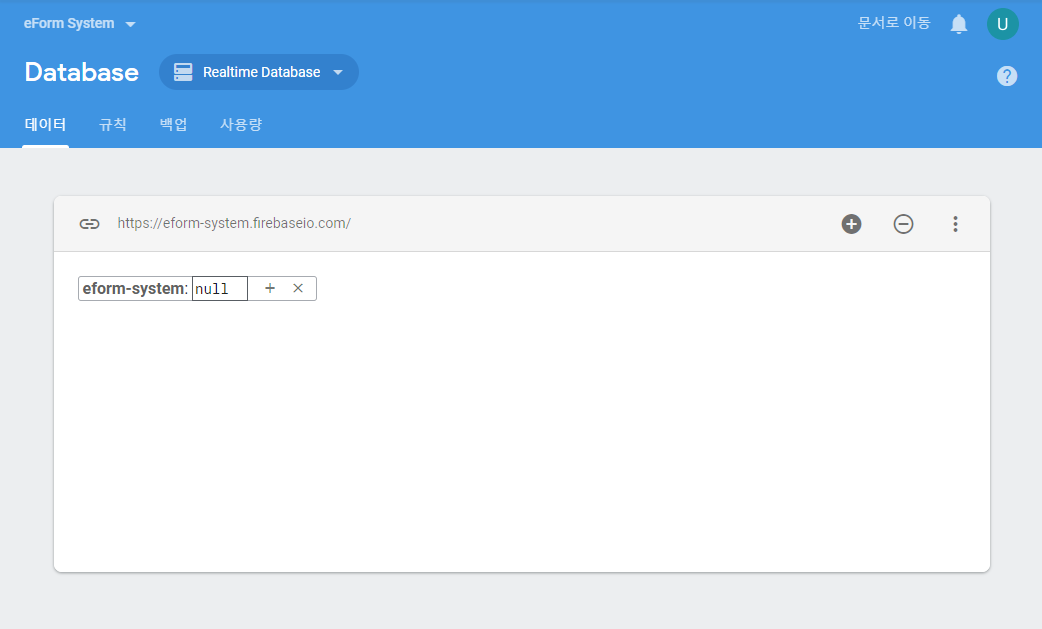 eForm System
문서로 이동
U
Database
Realtime Database
?
데이터 규칙 백업 사용량
https://eform-system.firebaseio.com/
eform-system: null